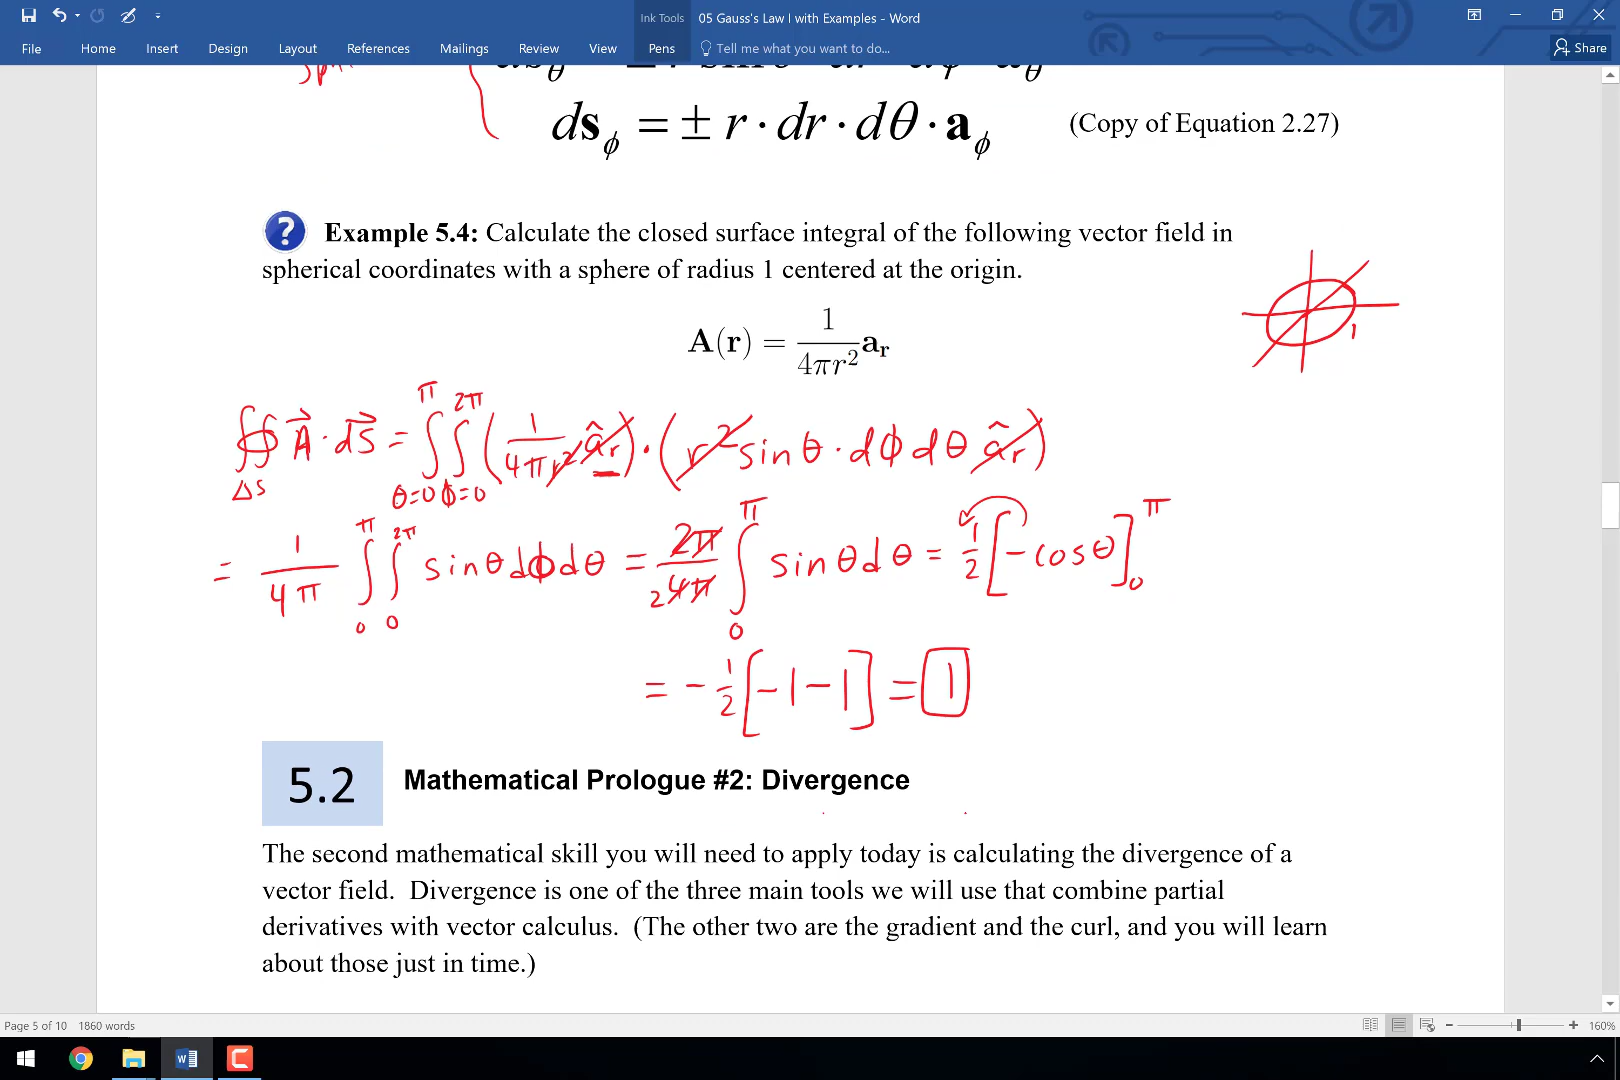 Ink Tools 05 Gauss's Law I with Examples - Word
File Home Insert Design Layout References Mailings Review View Pens Tell me what you want to do... Share
ds_ϕ = ± r · dr · dθ · a_ϕ (Copy of Equation 2.27)
? Example 5.4: Calculate the closed surface integral of the following vector field in
spherical coordinates with a sphere of radius 1 centered at the origin.
A(r) = 1/(4πr²) a_r
1
∯_ΔS A⃗ · ds⃗ = ∫_{θ=0}^{π} ∫_{ϕ=0}^{2π} (1/(4πr²) â_r) · (r² sinθ · dϕ dθ â_r)
= 1/(4π) ∫_0^π ∫_0^{2π} sinθ dϕ dθ = 2π/(4π) 2 ∫_0^π sinθ dθ = 1/2 [-cosθ]_0^π
= -1/2 [-1-1] = 1
5.2 Mathematical Prologue #2: Divergence
The second mathematical skill you will need to apply today is calculating the divergence of a
vector field. Divergence is one of the three main tools we will use that combine partial
derivatives with vector calculus. (The other two are the gradient and the curl, and you will learn
about those just in time.)
Page 5 of 10 1860 words 160%